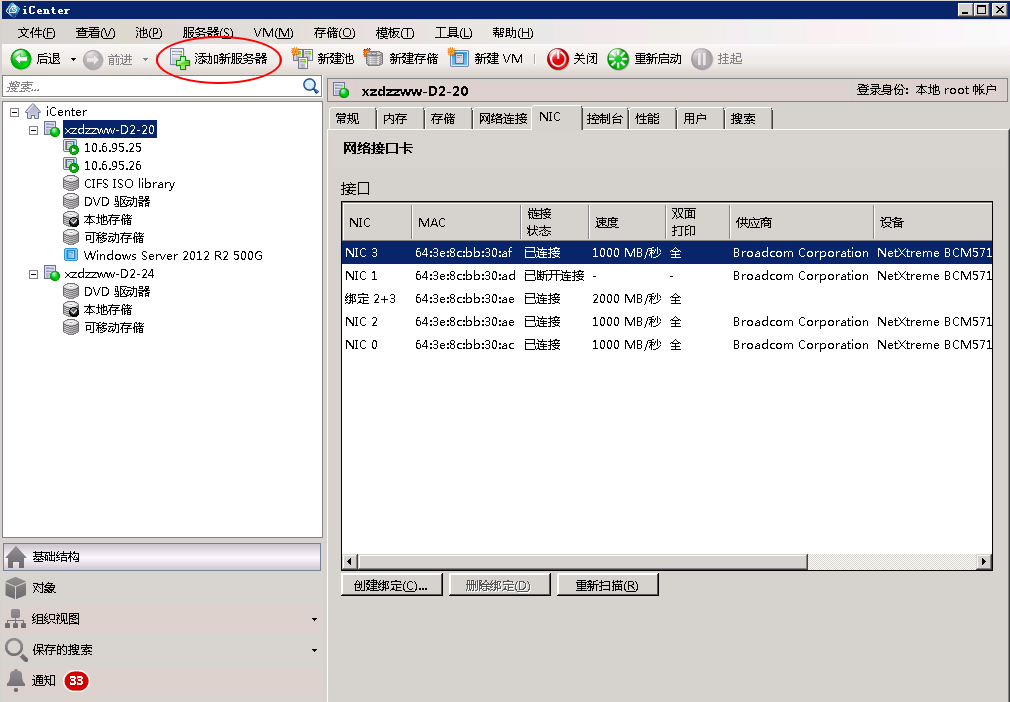 iCenter
文件(F) 查看(V) 池(P) 服务器(S) VM(M) 存储(O) 模板(T) 工具(L) 帮助(H)
后退 前进 添加新服务器 新建池 新建存储 新建 VM 关闭 重新启动 挂起
搜索...
iCenter
xzdzzww-D2-20
10.6.95.25
10.6.95.26
CIFS ISO library
DVD 驱动器
本地存储
可移动存储
Windows Server 2012 R2 500G
xzdzzww-D2-24
DVD 驱动器
本地存储
可移动存储
基础结构
对象
组织视图
保存的搜索
通知 33
xzdzzww-D2-20 登录身份: 本地 root 帐户
常规 内存 存储 网络连接 NIC 控制台 性能 用户 搜索
网络接口卡
接口
NIC MAC 链接状态 速度 双面打印 供应商 设备
NIC 3 64:3e:8c:bb:30:af 已连接 1000 MB/秒 全 Broadcom Corporation NetXtreme BCM571
NIC 1 64:3e:8c:bb:30:ad 已断开连接 - - Broadcom Corporation NetXtreme BCM571
绑定 2+3 64:3e:8c:bb:30:ae 已连接 2000 MB/秒 全
NIC 2 64:3e:8c:bb:30:ae 已连接 1000 MB/秒 全 Broadcom Corporation NetXtreme BCM571
NIC 0 64:3e:8c:bb:30:ac 已连接 1000 MB/秒 全 Broadcom Corporation NetXtreme BCM571
创建绑定(C)... 删除绑定(D) 重新扫描(R)